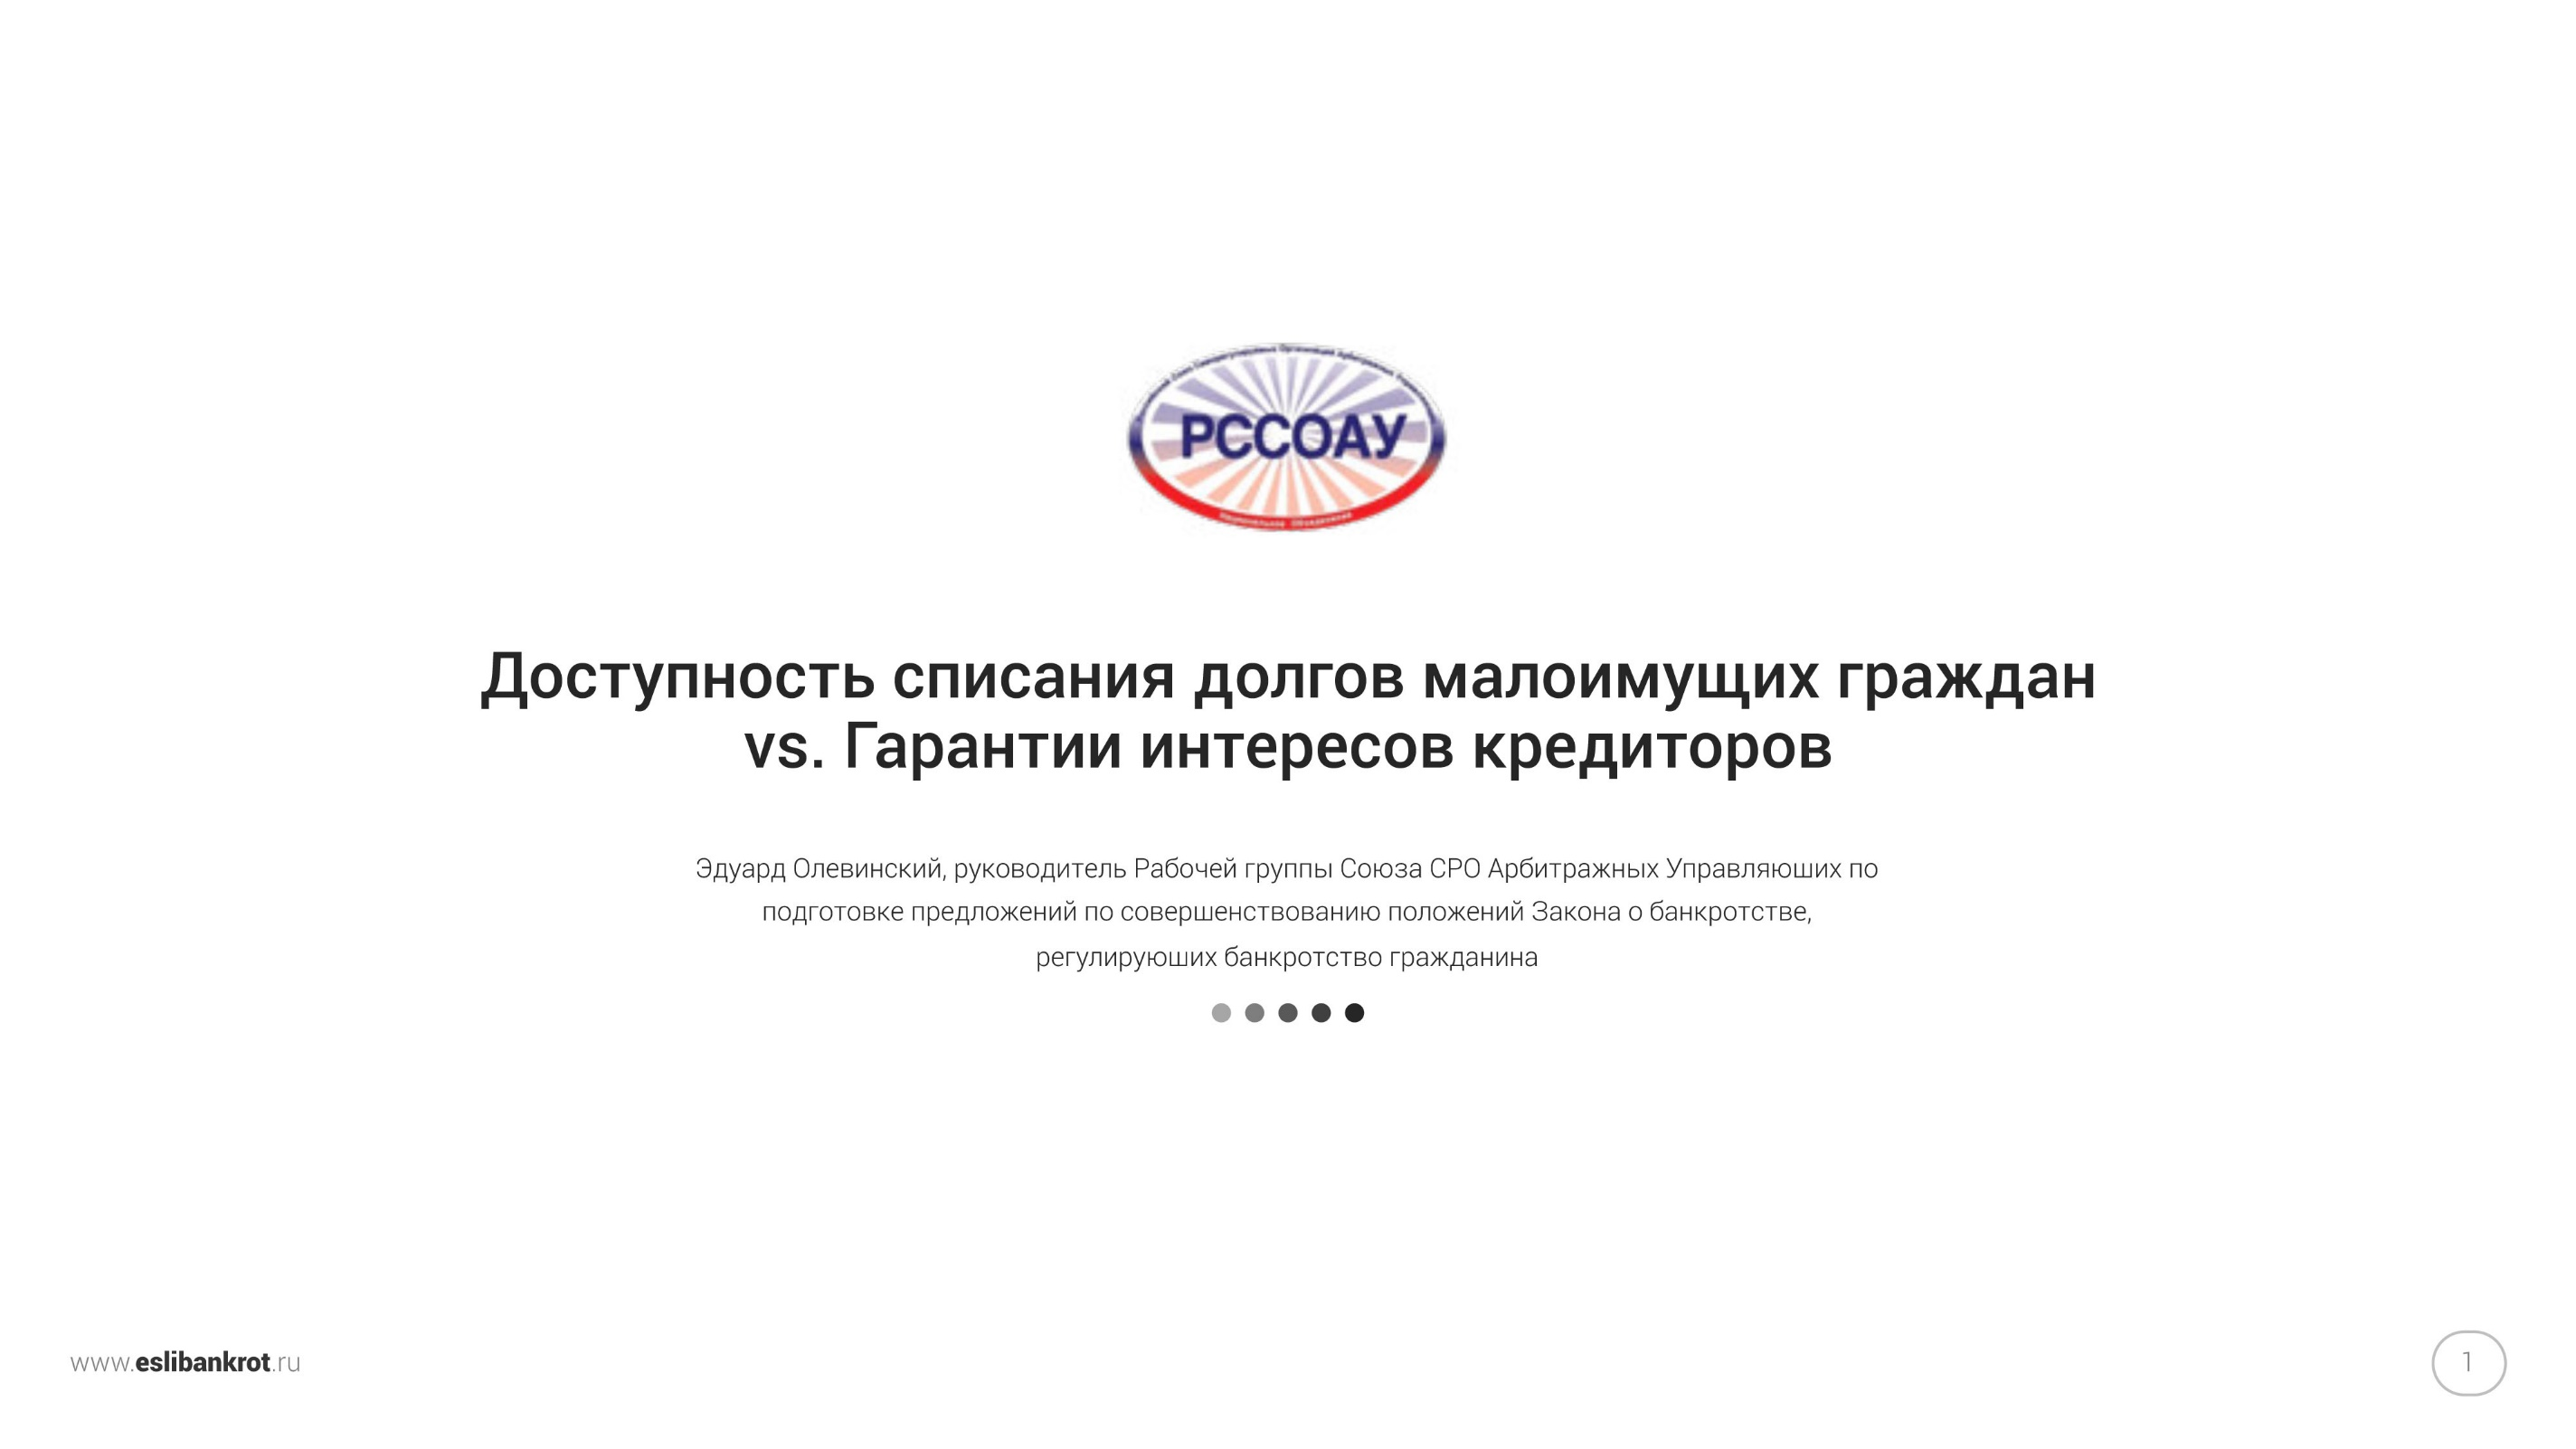 РССОАУ
Доступность списания долгов малоимущих граждан
vs. Гарантии интересов кредиторов
Эдуард Олевинский, руководитель Рабочей группы Союза СРО Арбитражных Управляюших по
подготовке предложений по совершенствованию положений Закона о банкротстве,
регулируюших банкротство гражданина
www.eslibankrot.ru
1